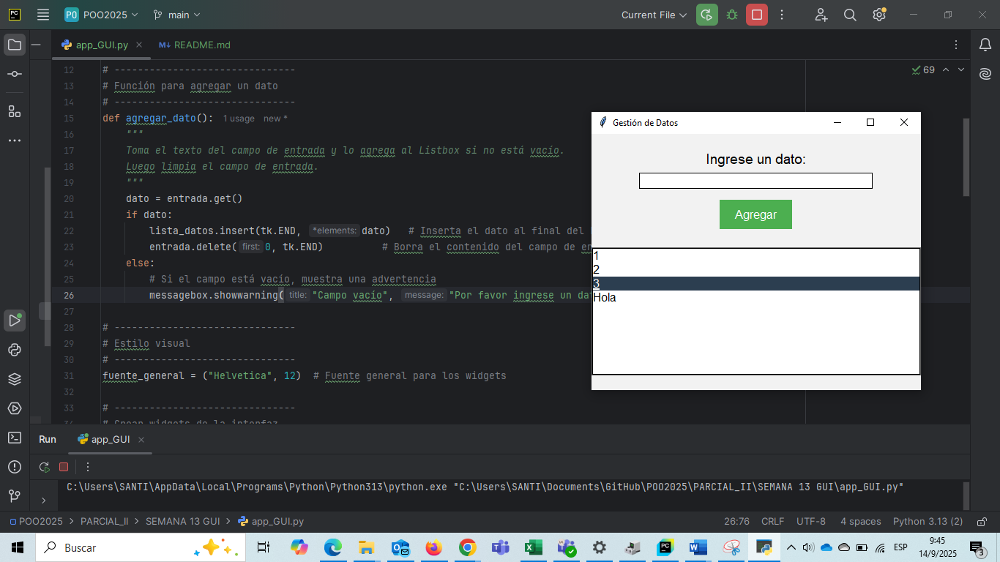 PC
P0 POO2025 main Current File
app_GUI.py README.md
12 # -------------------------------
13 # Función para agregar un dato
14 # -------------------------------
15 def agregar_dato(): 1 usage new *
16 """
17 Toma el texto del campo de entrada y lo agrega al Listbox si no está vacío.
18 Luego limpia el campo de entrada.
19 """
20 dato = entrada.get()
21 if dato:
22 lista_datos.insert(tk.END, *elements: dato) # Inserta el dato al final del
23 entrada.delete( first: 0, tk.END) # Borra el contenido del campo de
24 else:
25 # Si el campo está vacío, muestra una advertencia
26 messagebox.showwarning( title: "Campo vacío", message: "Por favor ingrese un
27
28 # -------------------------------
29 # Estilo visual
30 # -------------------------------
31 fuente_general = ("Helvetica", 12) # Fuente general para los widgets
32
33 # -------------------------------
34 # Crear widgets de la interfaz
69
Gestión de Datos
Ingrese un dato:
Agregar
1
2
3
Hola
Run app_GUI
C:\Users\SANTI\AppData\Local\Programs\Python\Python313\python.exe "C:\Users\SANTI\Documents\GitHub\POO2025\PARCIAL_II\SEMANA 13 GUI\app_GUI.py"
POO2025 > PARCIAL_II > SEMANA 13 GUI > app_GUI.py 26:76 CRLF UTF-8 4 spaces Python 3.13 (2)
Buscar
ESP
9:45
14/9/2025
3